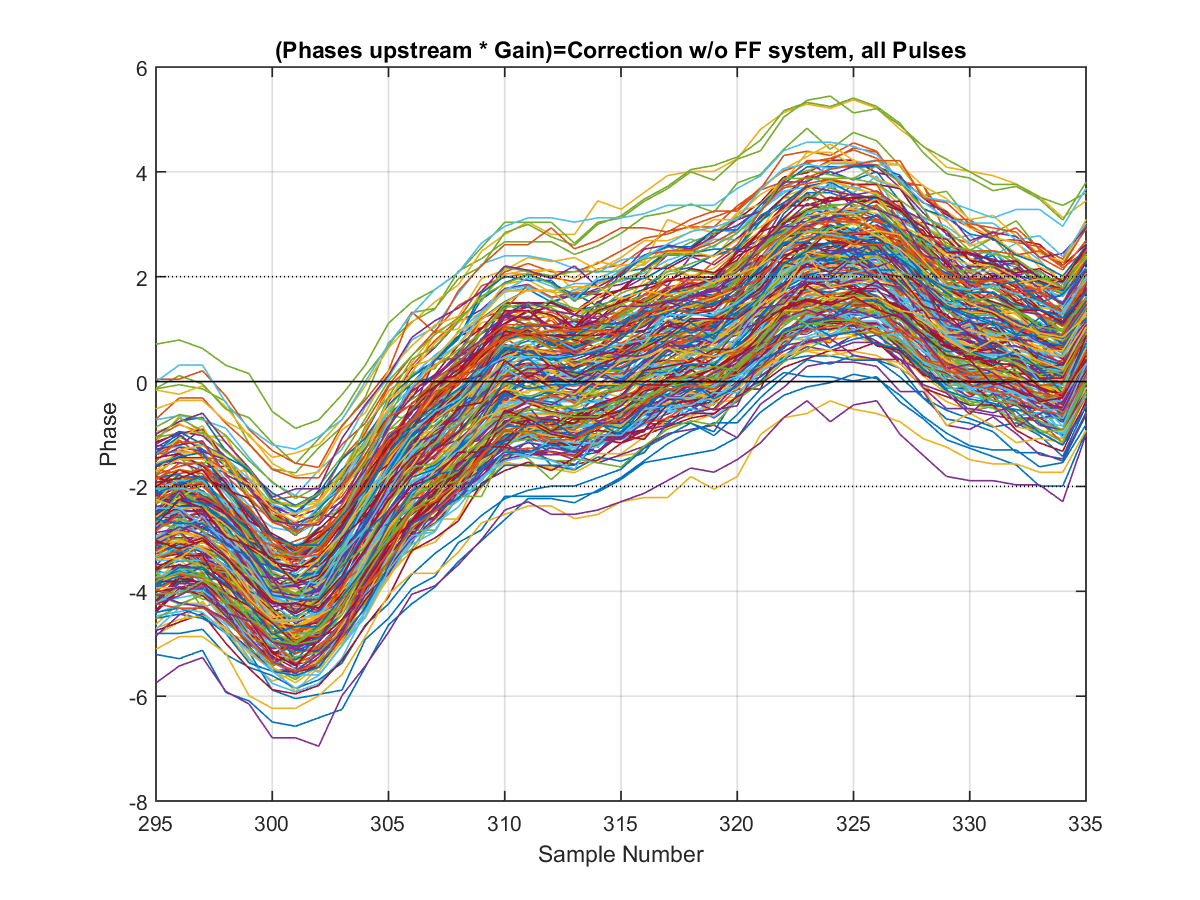 (Phases upstream * Gain)=Correction w/o FF system, all Pulses
6
4
2
0
-2
-4
-6
-8
Phase
295 300 305 310 315 320 325 330 335
Sample Number